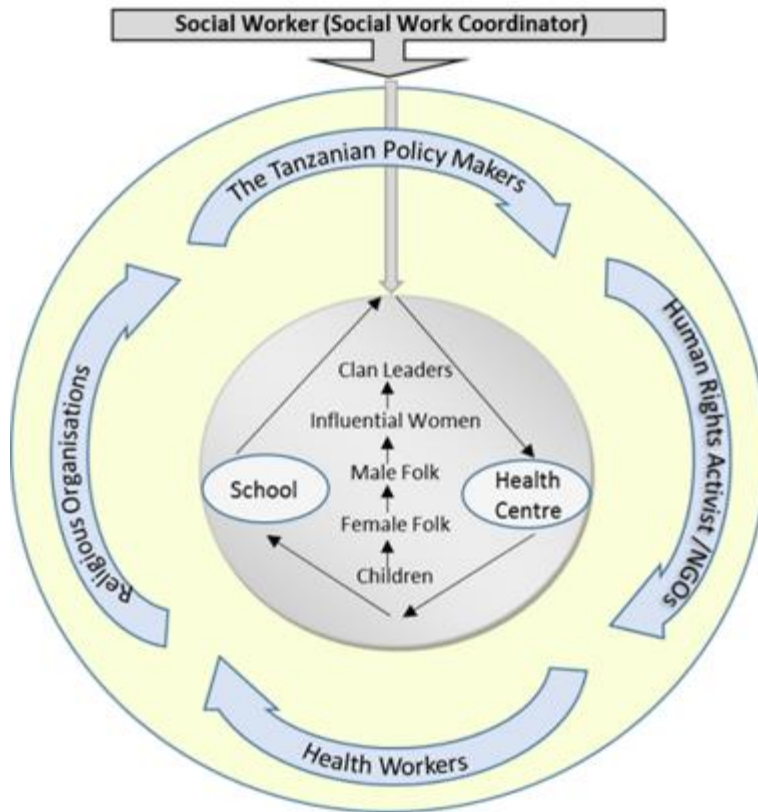 Social Worker (Social Work Coordinator)
The Tanzanian Policy Makers
Human Rights Activist /NGOs
Health Workers
Religious Organisations
Clan Leaders
Influential Women
Male Folk
Female Folk
Children
School
Health
Centre